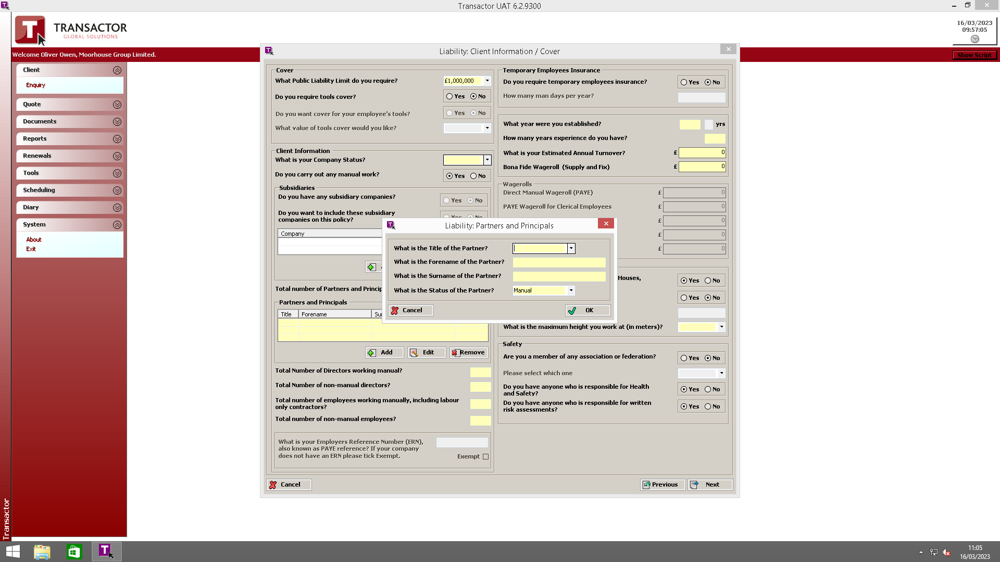 Transactor UAT 6.2.9300
TRANSACTOR
GLOBAL SOLUTIONS
16/03/2023
09:57:05
Welcome Oliver Owen, Moorhouse Group Limited.
Show Script
Client
Enquiry
Quote
Documents
Reports
Renewals
Tools
Scheduling
Diary
System
About
Exit
Transactor
Liability: Client Information / Cover
Cover
What Public Liability Limit do you require?
£1,000,000
Do you require tools cover?
Yes No
Do you want cover for your employee's tools?
Yes No
What value of tools cover would you like?
Client Information
What is your Company Status?
Do you carry out any manual work?
Yes No
Subsidiaries
Do you have any subsidiary companies?
Yes No
Do you want to include these subsidiary
companies on this policy?
Yes No
Company
Total number of Partners and Princip
Partners and Principals
Title Forename Su
Add Edit Remove
Total Number of Directors working manual?
Total Number of non-manual directors?
Total number of employees working manually, including labour
only contractors?
Total number of non-manual employees?
What is your Employers Reference Number (ERN),
also known as PAYE reference? If your company
does not have an ERN please tick Exempt.
Exempt
Temporary Employees Insurance
Do you require temporary employees insurance?
Yes No
How many man days per year?
What year were you established?
yrs
How many years experience do you have?
What is your Estimated Annual Turnover?
£ 0
Bona Fide Wageroll (Supply and Fix)
£ 0
Wagerolls
Direct Manual Wageroll (PAYE)
£ 0
PAYE Wageroll for Clerical Employees
£ 0
£ 0
£ 0
£ 0
Houses,
Yes No
Yes No
What is the maximum height you work at (in meters)?
Safety
Are you a member of any association or federation?
Yes No
Please select which one
Do you have anyone who is responsible for Health
and Safety?
Yes No
Do you have anyone who is responsible for written
risk assessments?
Yes No
Cancel
Previous
Next
Liability: Partners and Principals
What is the Title of the Partner?
What is the Forename of the Partner?
What is the Surname of the Partner?
What is the Status of the Partner?
Manual
Cancel
OK
11:05
16/03/2023